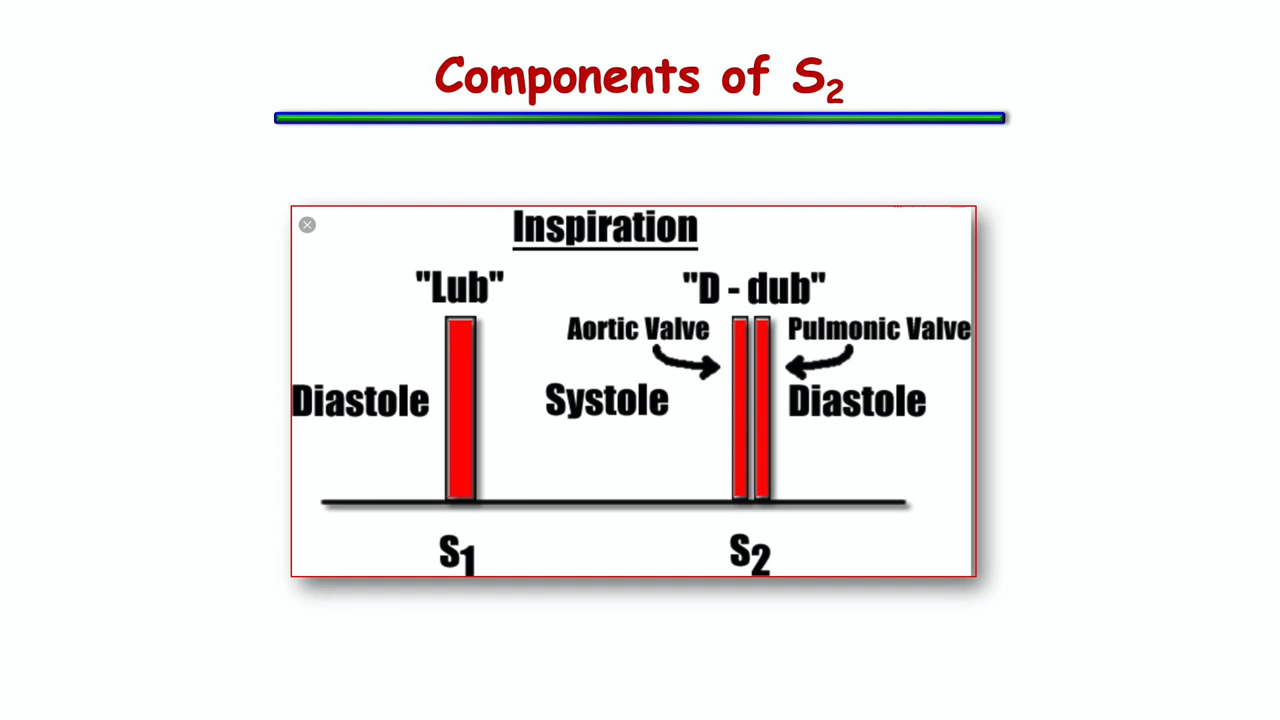 Components of S2
Inspiration
"Lub" "D - dub"
Aortic Valve Pulmonic Valve
Diastole Systole Diastole
S1 S2